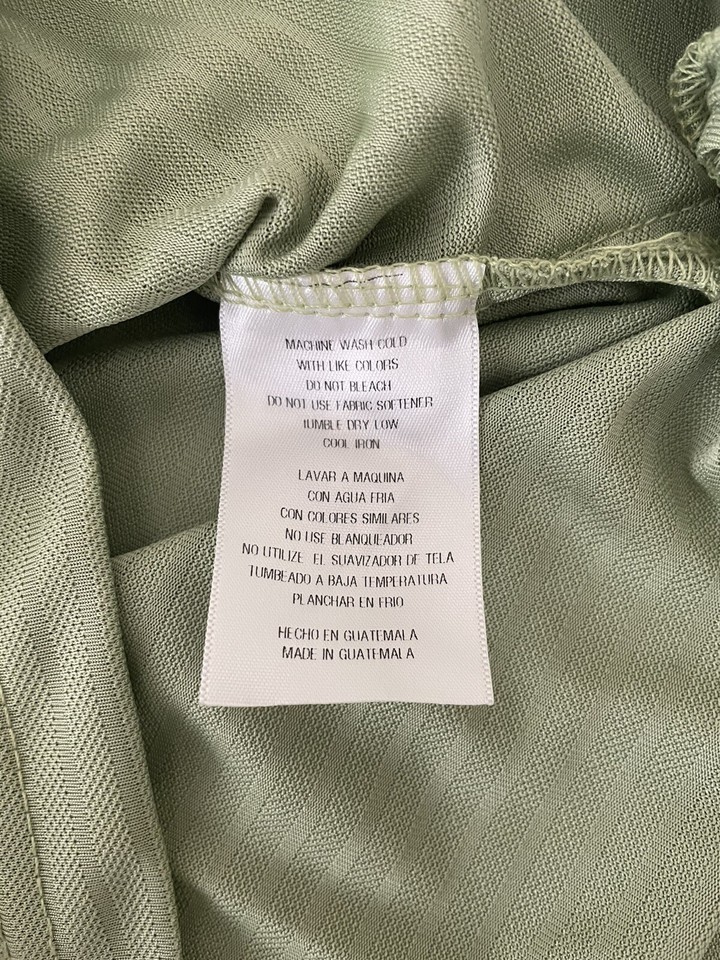 MACHINE WASH COLD
WITH LIKE COLORS
DO NOT BLEACH
DO NOT USE FABRIC SOFTENER
TUMBLE DRY LOW
COOL IRON
LAVAR A MAQUINA
CON AGUA FRIA
CON COLORES SIMILARES
NO USE BLANQUEADOR
NO UTILIZE EL SUAVIZADOR DE TELA
TUMBEADO A BAJA TEMPERATURA
PLANCHAR EN FRIO
HECHO EN GUATEMALA
MADE IN GUATEMALA